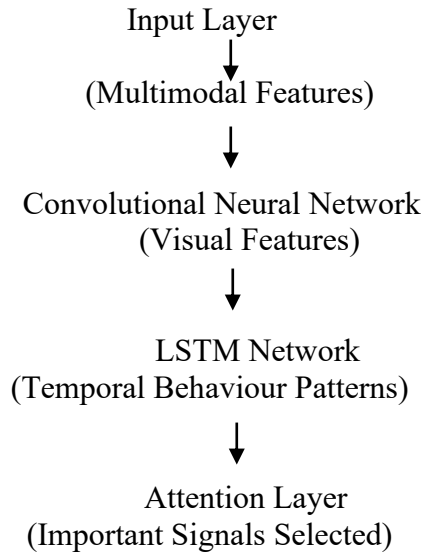 Input Layer
(Multimodal Features)
Convolutional Neural Network
(Visual Features)
LSTM Network
(Temporal Behaviour Patterns)
Attention Layer
(Important Signals Selected)